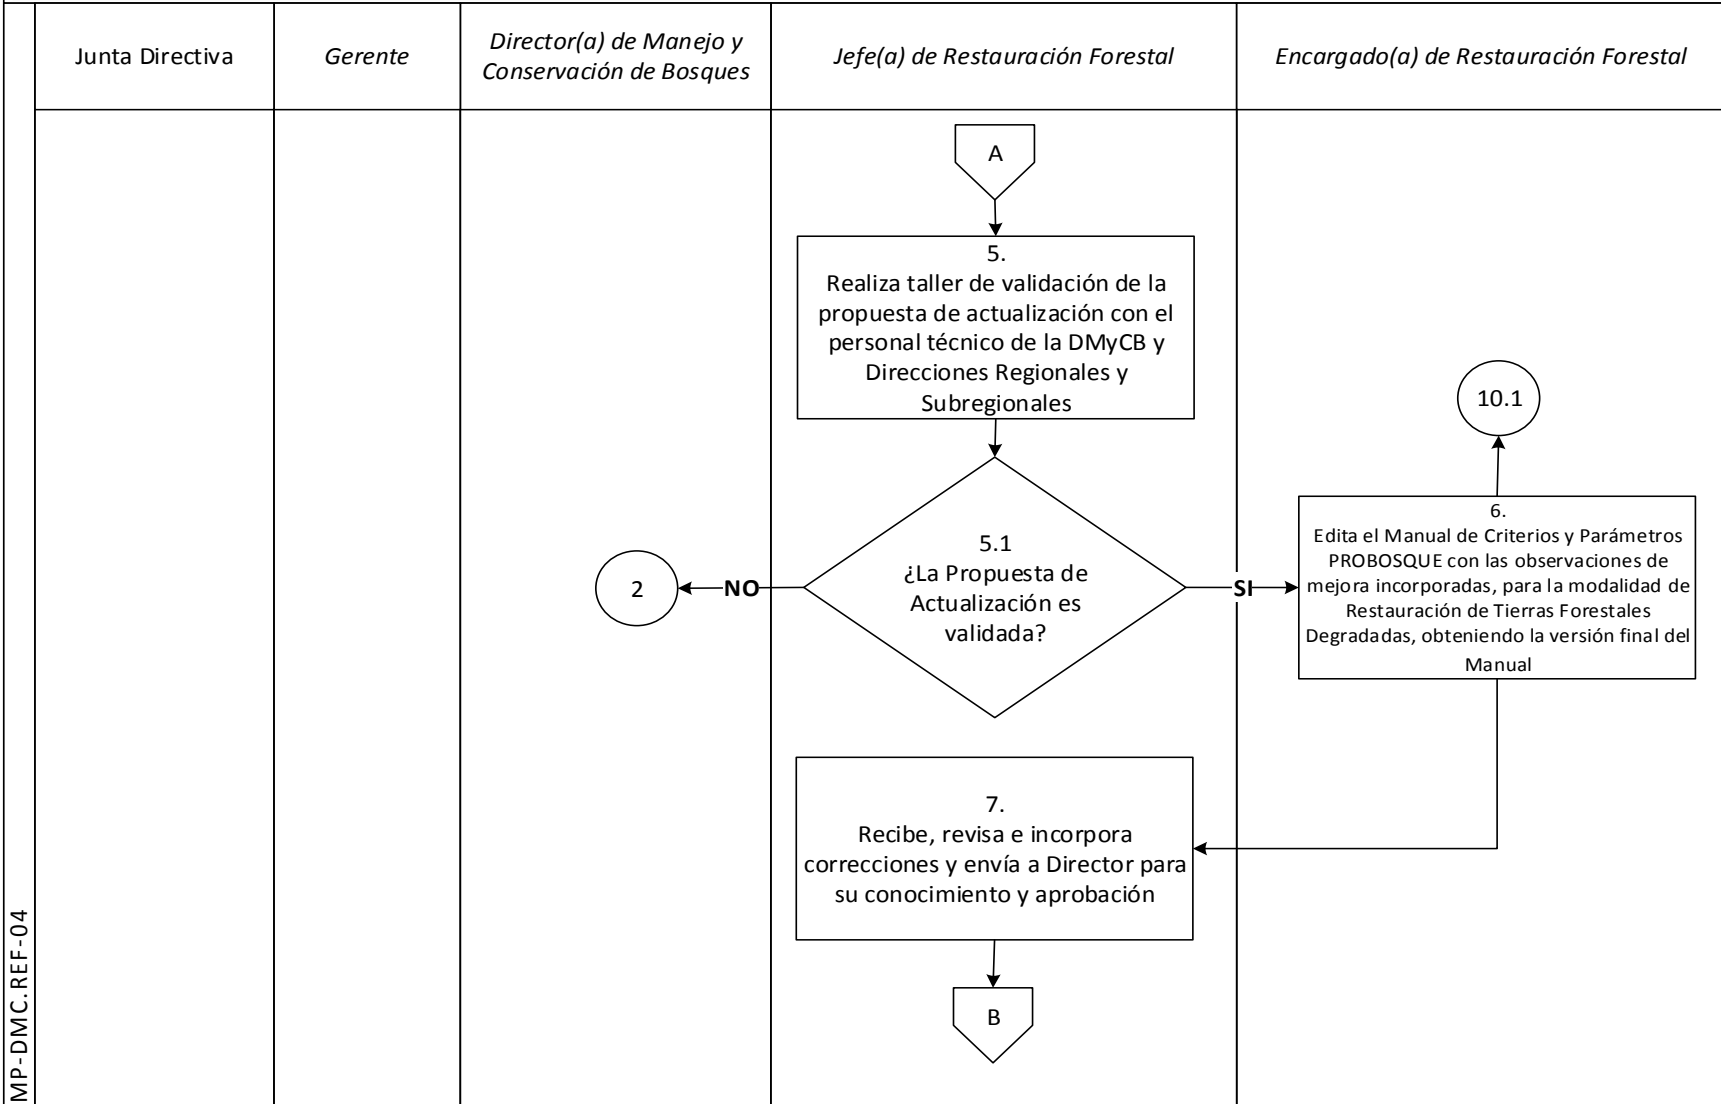 Junta Directiva
Gerente
Director(a) de Manejo y
Conservación de Bosques
Jefe(a) de Restauración Forestal
Encargado(a) de Restauración Forestal
A
5.
Realiza taller de validación de la
propuesta de actualización con el
personal técnico de la DMyCB y
Direcciones Regionales y
Subregionales
10.1
5.1
¿La Propuesta de
Actualización es
validada?
NO
2
SI
6.
Edita el Manual de Criterios y Parámetros
PROBOSQUE con las observaciones de
mejora incorporadas, para la modalidad de
Restauración de Tierras Forestales
Degradadas, obteniendo la versión final del
Manual
7.
Recibe, revisa e incorpora
correcciones y envía a Director para
su conocimiento y aprobación
B
MP-DMC.REF-04